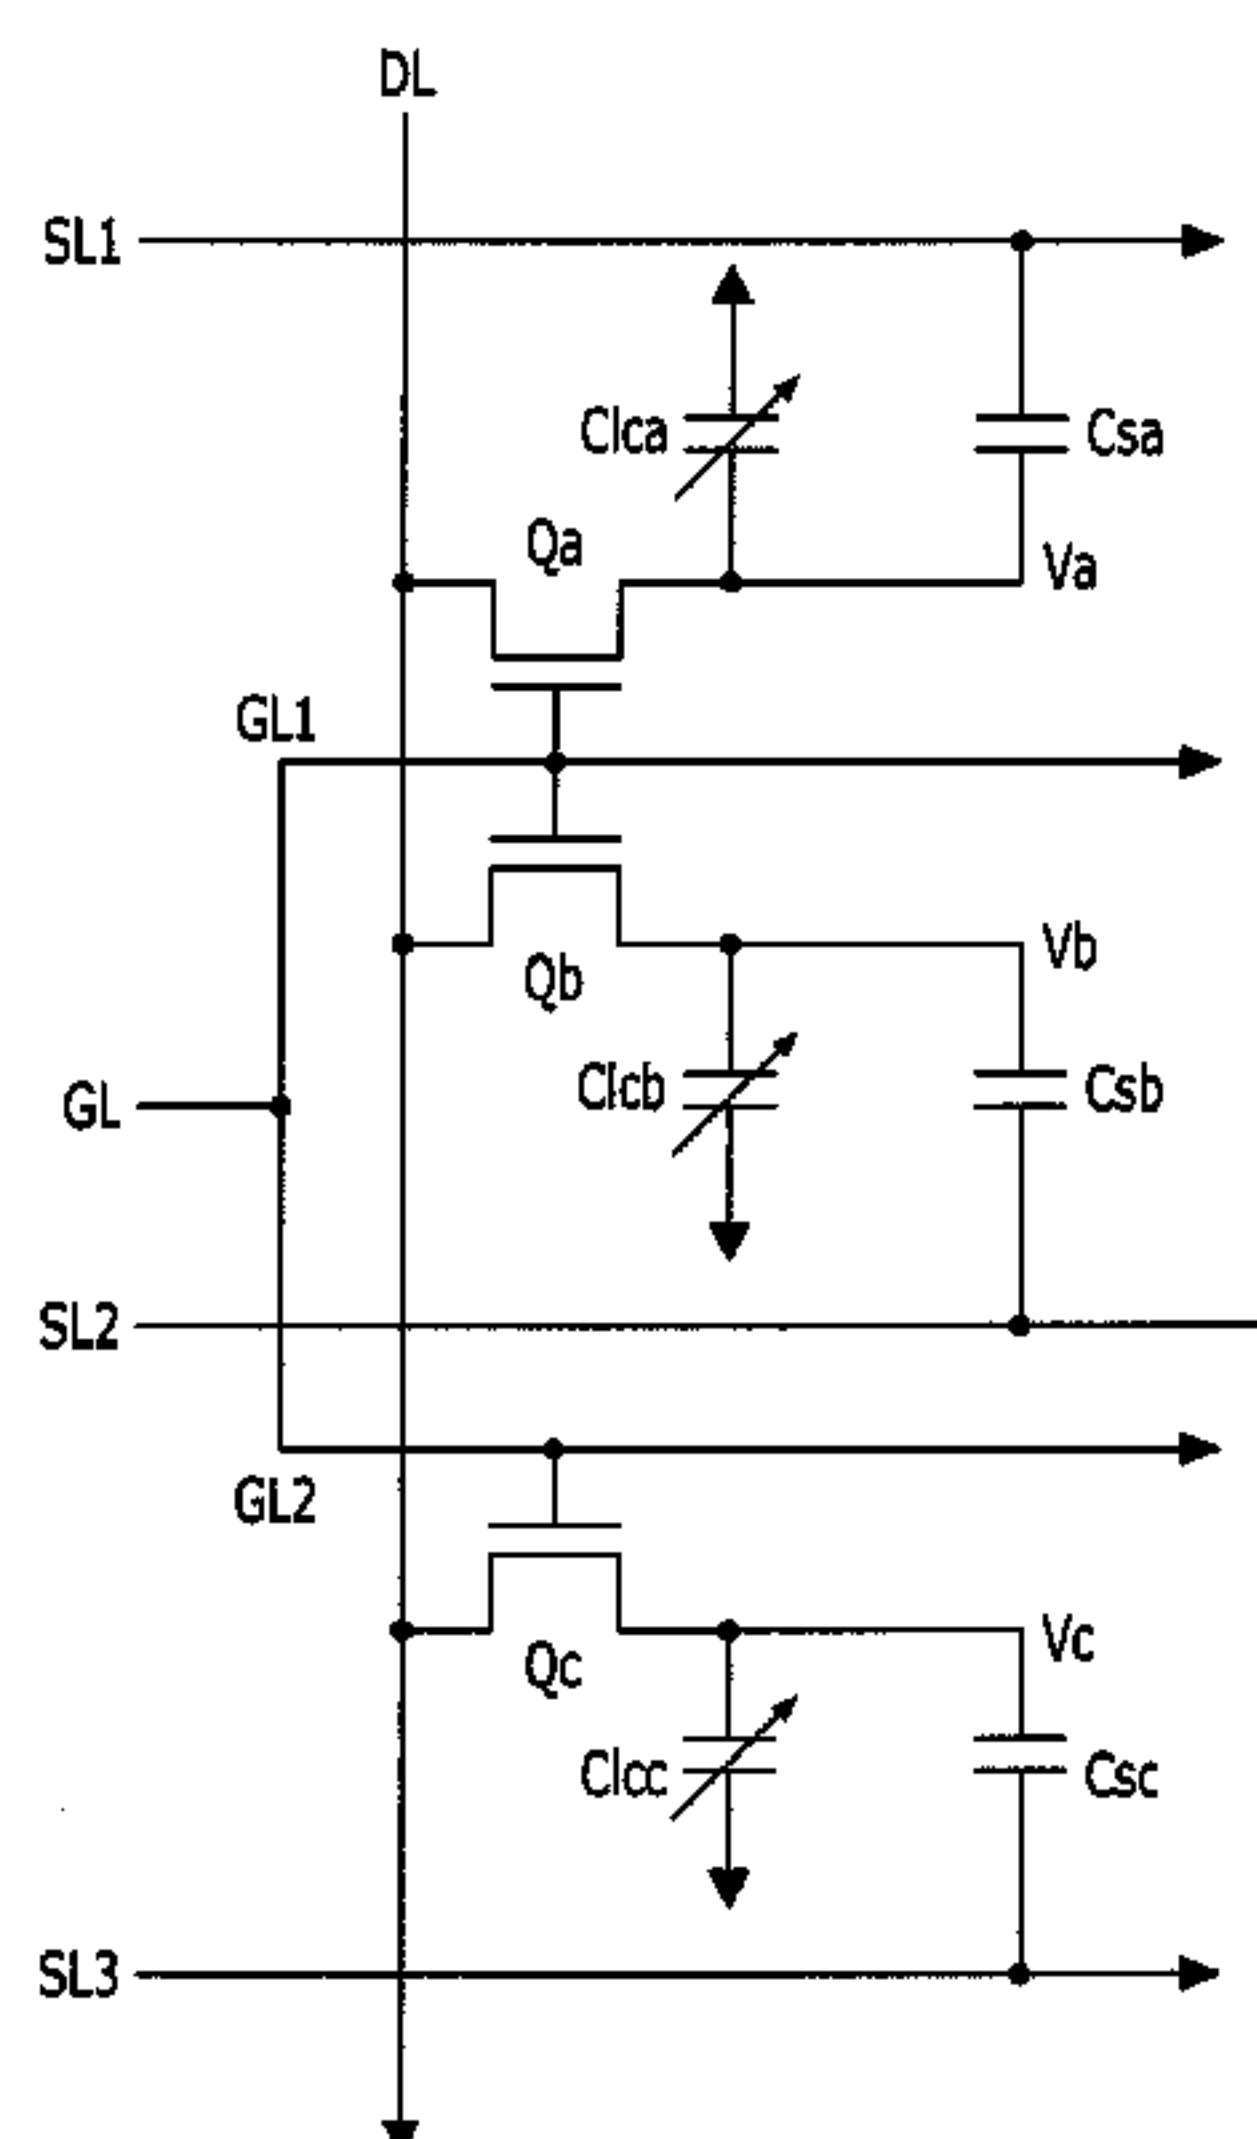 DL
SL1
Clca
Csa
Qa
Va
GL1
Vb
Qb
Clcb
Csb
GL
SL2
GL2
Vc
Qc
Clcc
Csc
SL3